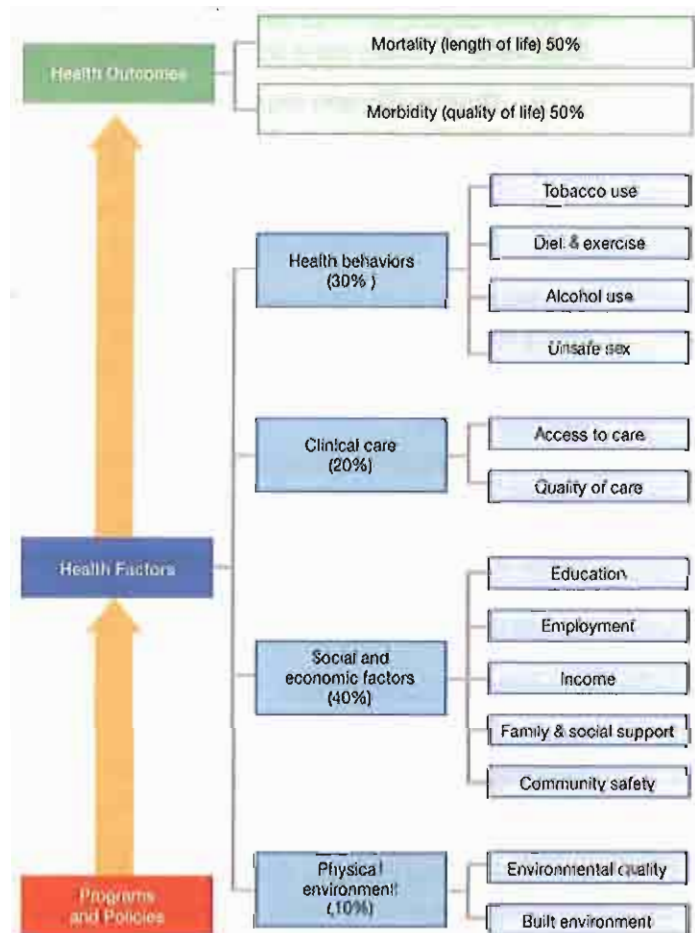 Health Outcomes
Mortality (length of life) 50%
Morbidity (quality of life) 50%
Health behaviors
(30% )
Tobacco use
Diet & exercise
Alcohol use
Unsafe sex
Clinical care
(20%)
Access to care
Quality of care
Health Factors
Social and
economic factors
(40%)
Education
Employment
Income
Family & social support
Community safety
Programs
and Policies
Physical
environment
(10%)
Environmental quality
Built environment